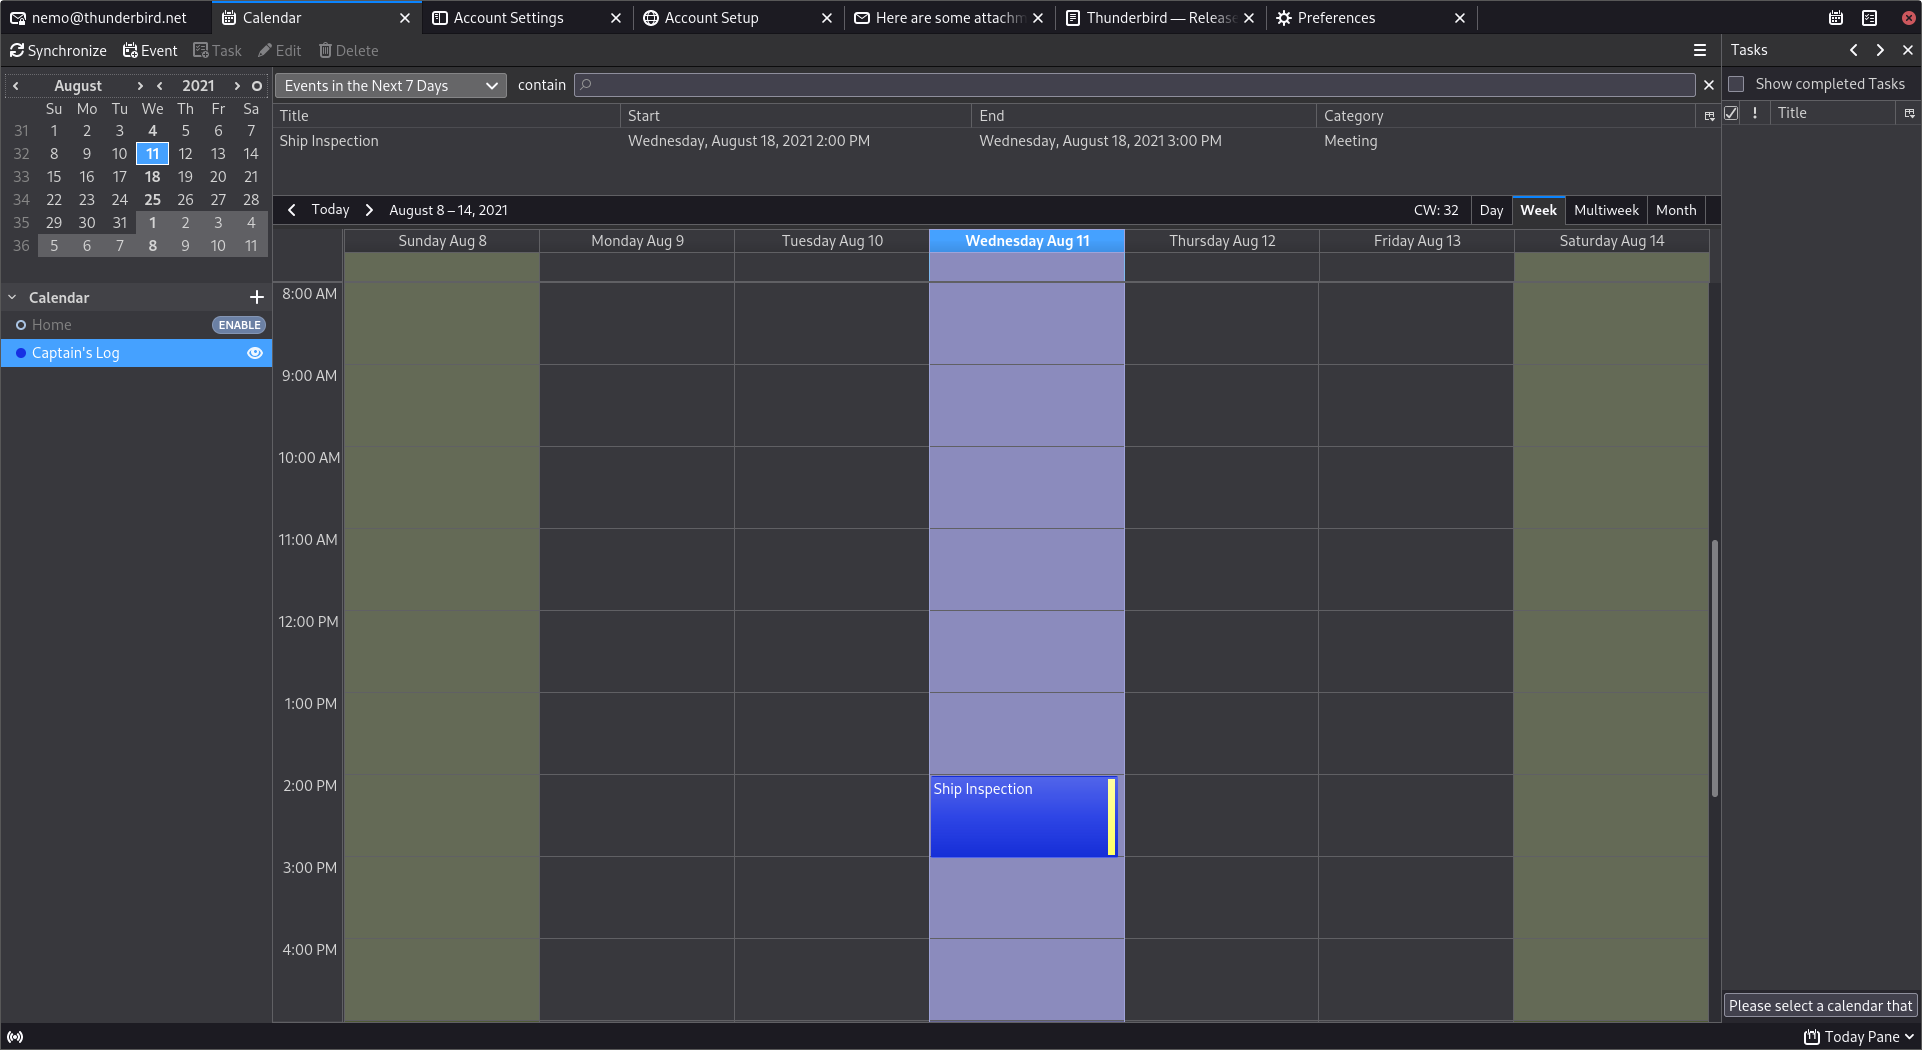 nemo@thunderbird.net Calendar Account Settings Account Setup Here are some attachm Thunderbird — Release Preferences
Synchronize Event Task Edit Delete
Tasks
August 2021
Su Mo Tu We Th Fr Sa
31 1 2 3 4 5 6 7
32 8 9 10 11 12 13 14
33 15 16 17 18 19 20 21
34 22 23 24 25 26 27 28
35 29 30 31 1 2 3 4
36 5 6 7 8 9 10 11
Calendar
Home ENABLE
Captain's Log
Events in the Next 7 Days contain
Title Start End Category
Ship Inspection Wednesday, August 18, 2021 2:00 PM Wednesday, August 18, 2021 3:00 PM Meeting
Today August 8 – 14, 2021 CW: 32 Day Week Multiweek Month
Sunday Aug 8 Monday Aug 9 Tuesday Aug 10 Wednesday Aug 11 Thursday Aug 12 Friday Aug 13 Saturday Aug 14
8:00 AM
9:00 AM
10:00 AM
11:00 AM
12:00 PM
1:00 PM
2:00 PM
Ship Inspection
3:00 PM
4:00 PM
Show completed Tasks
! Title
Please select a calendar that
Today Pane